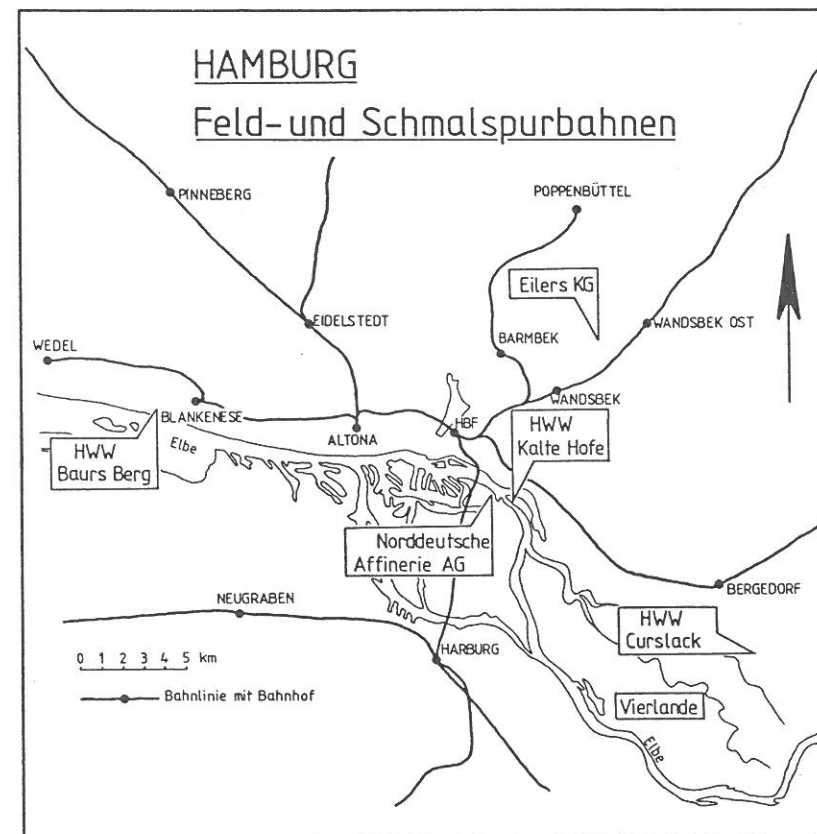 HAMBURG
Feld-und Schmalspurbahnen
PINNEBERG
POPPENBÜTTEL
Eilers KG
EIDELSTEDT
WANDSBEK OST
WEDEL
BARMBEK
WANDSBEK
BLANKENESE
ALTONA
HBF
HWW
Kalte Hofe
HWW
Baurs Berg
Elbe
Norddeutsche
Affinerie AG
BERGEDORF
NEUGRABEN
HWW
Curslack
HARBURG
0 1 2 3 4 5 km
Bahnlinie mit Bahnhof
Vierlande
Elbe